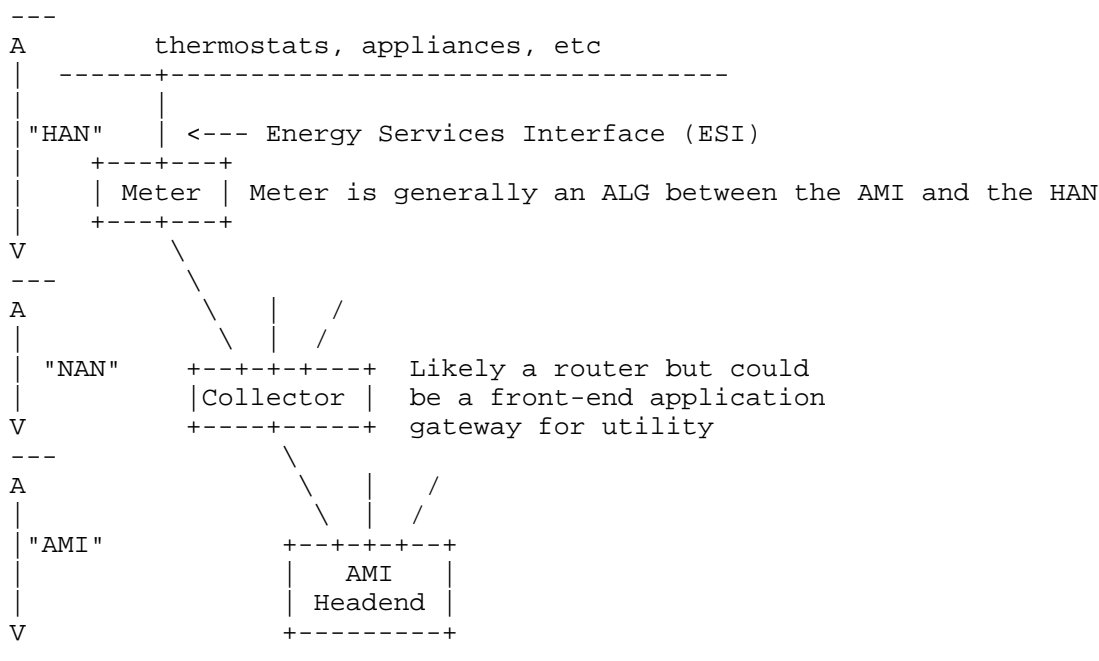 ---
A         thermostats, appliances, etc
|  ------+-----------------------------------
|        |
|"HAN"   | <--- Energy Services Interface (ESI)
|    +---+---+
|    | Meter | Meter is generally an ALG between the AMI and the HAN
|    +---+---+
V         \
---        \
A           \   |   /
|            \  |  /
| "NAN"    +--+-+-+---+  Likely a router but could
|          |Collector |  be a front-end application
V          +----+-----+  gateway for utility
---              \
A                 \   |   /
|                  \  |  /
|"AMI"           +--+-+-+--+
|                |   AMI   |
|                | Headend |
V                +---------+